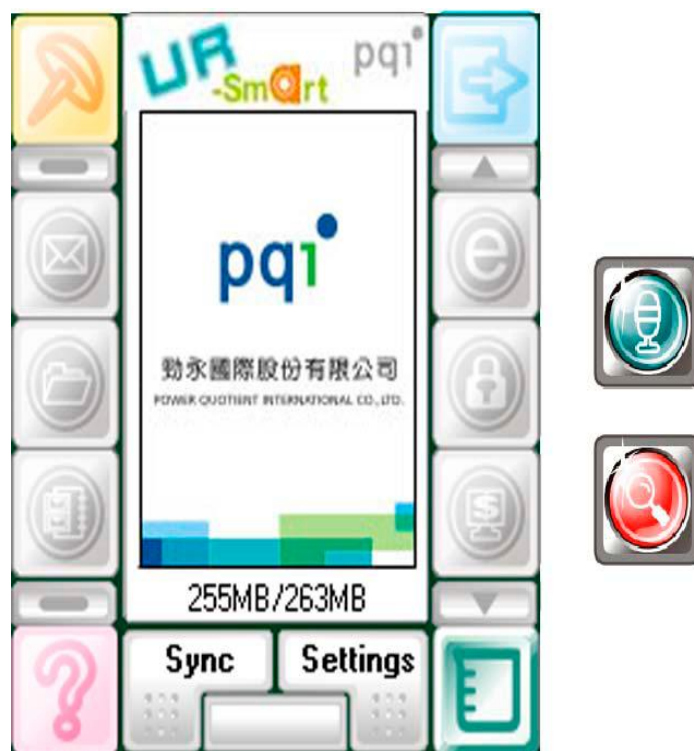 UR
-Smart
pqi
pqi
勁永國際股份有限公司
POWER QUOTIENT INTERNATIONAL CO., LTD.
255MB/263MB
Sync
Settings